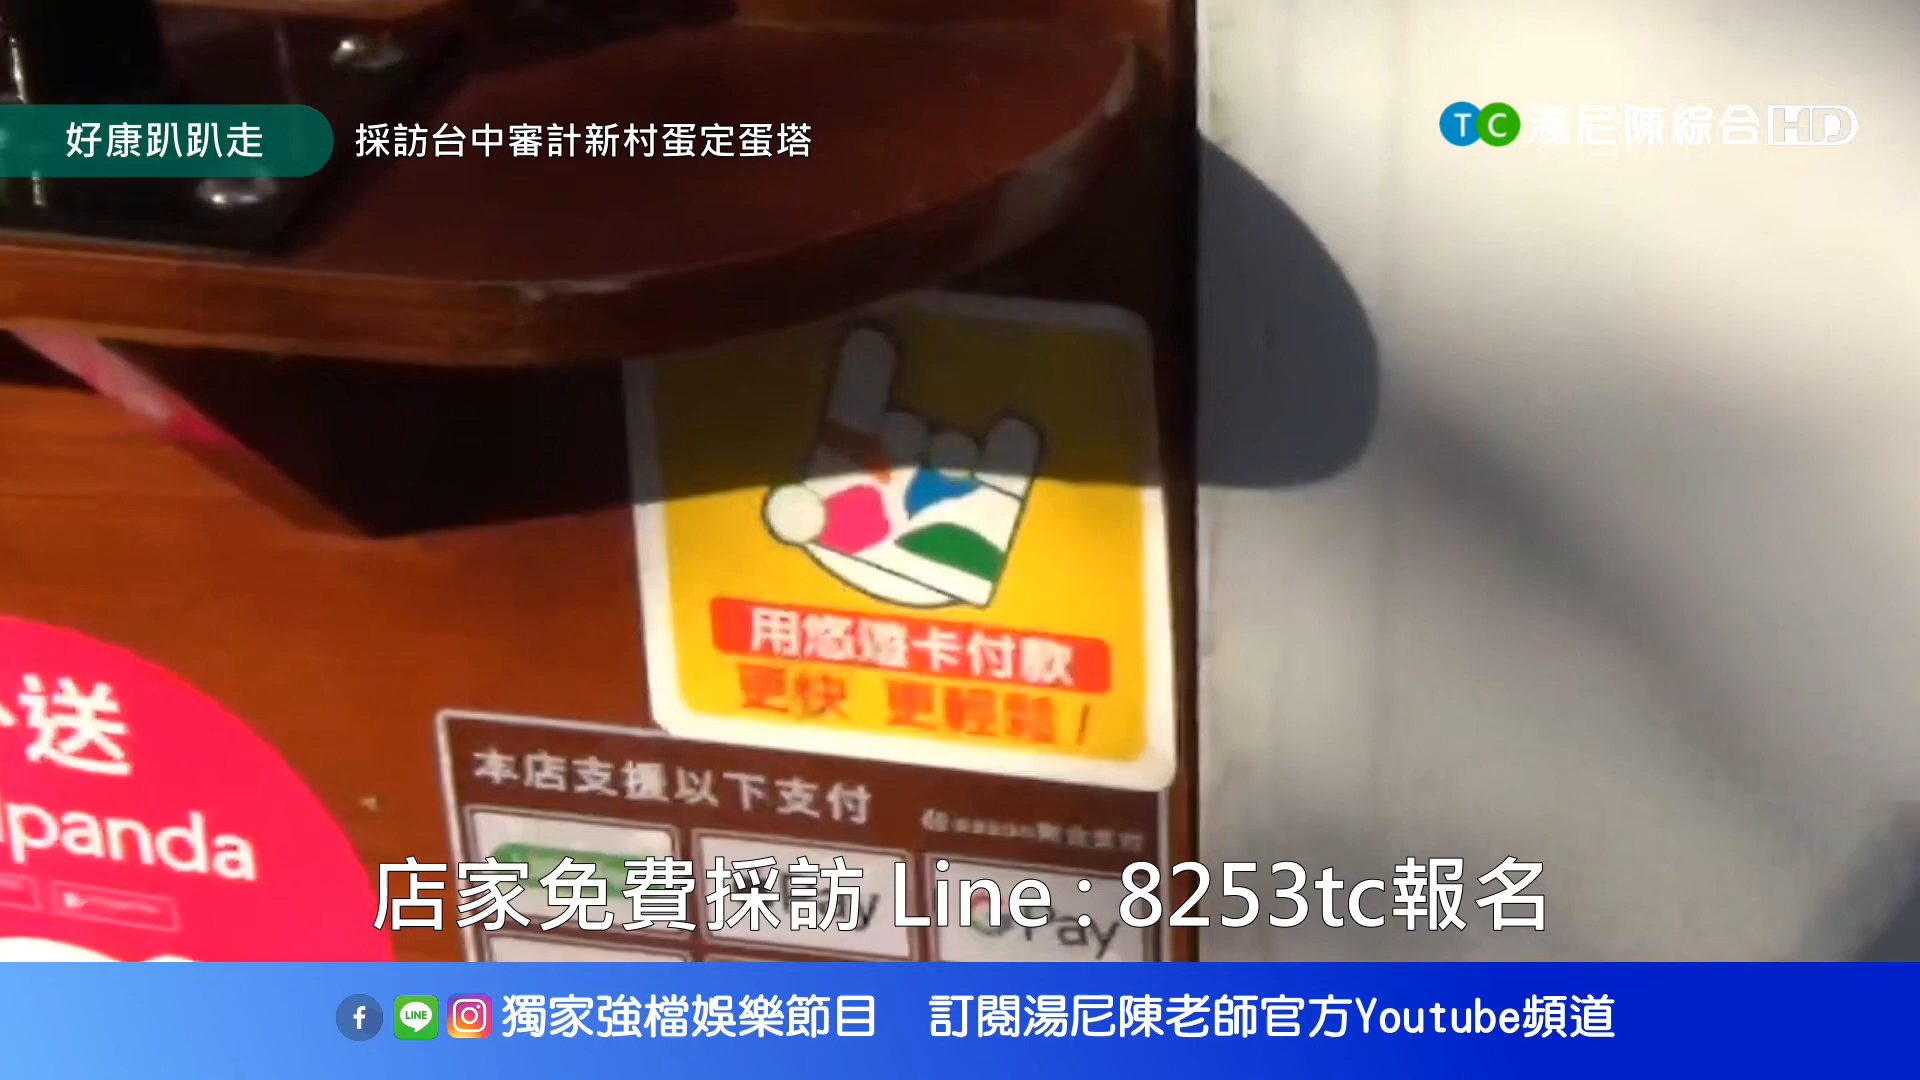 好康趴趴走
採訪台中審計新村蛋定蛋塔
TC湯尼陳綜合HD
用悠遊卡付款
更快 更輕鬆!
送
panda
本店支援以下支付
Pay
店家免費採訪 Line : 8253tc報名
LINE
獨家強檔娛樂節目 訂閱湯尼陳老師官方Youtube頻道